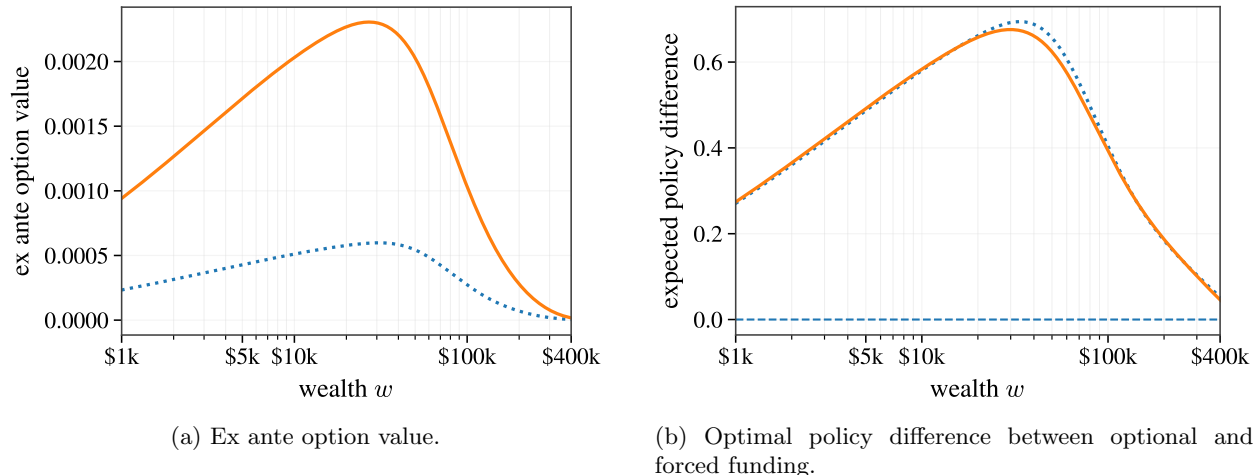 ex ante option value
0.0020
0.0015
0.0010
0.0005
0.0000
$1k $5k $10k $100k $400k
wealth w
(a) Ex ante option value.
expected policy difference
0.6
0.4
0.2
0.0
$1k $5k $10k $100k $400k
wealth w
(b) Optimal policy difference between optional and
forced funding.